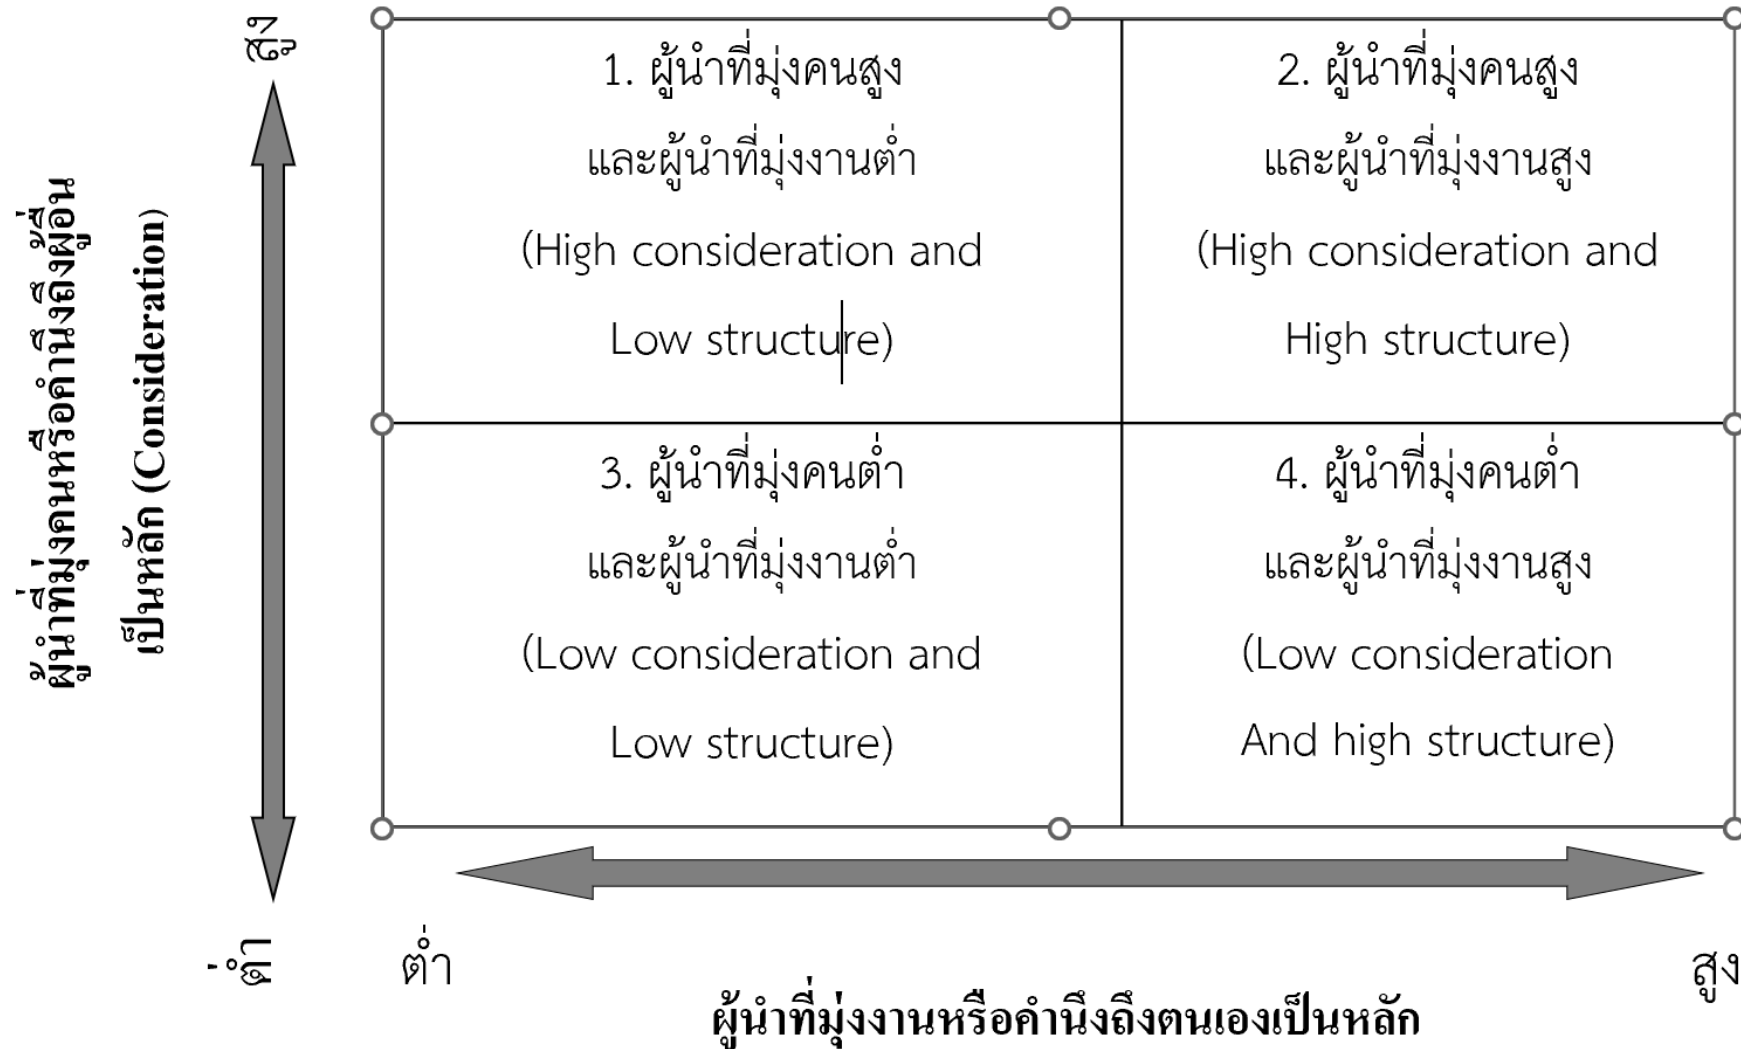 สูง
ผู้นำที่มุ่งคนหรือคำนึงถึงผู้อื่น
เป็นหลัก (Consideration)
ต่ำ
1. ผู้นำที่มุ่งคนสูง
และผู้นำที่มุ่งงานต่ำ
(High consideration and
Low structure)
2. ผู้นำที่มุ่งคนสูง
และผู้นำที่มุ่งงานสูง
(High consideration and
High structure)
3. ผู้นำที่มุ่งคนต่ำ
และผู้นำที่มุ่งงานต่ำ
(Low consideration and
Low structure)
4. ผู้นำที่มุ่งคนต่ำ
และผู้นำที่มุ่งงานสูง
(Low consideration
And high structure)
ต่ำ
สูง
ผู้นำที่มุ่งงานหรือคำนึงถึงตนเองเป็นหลัก